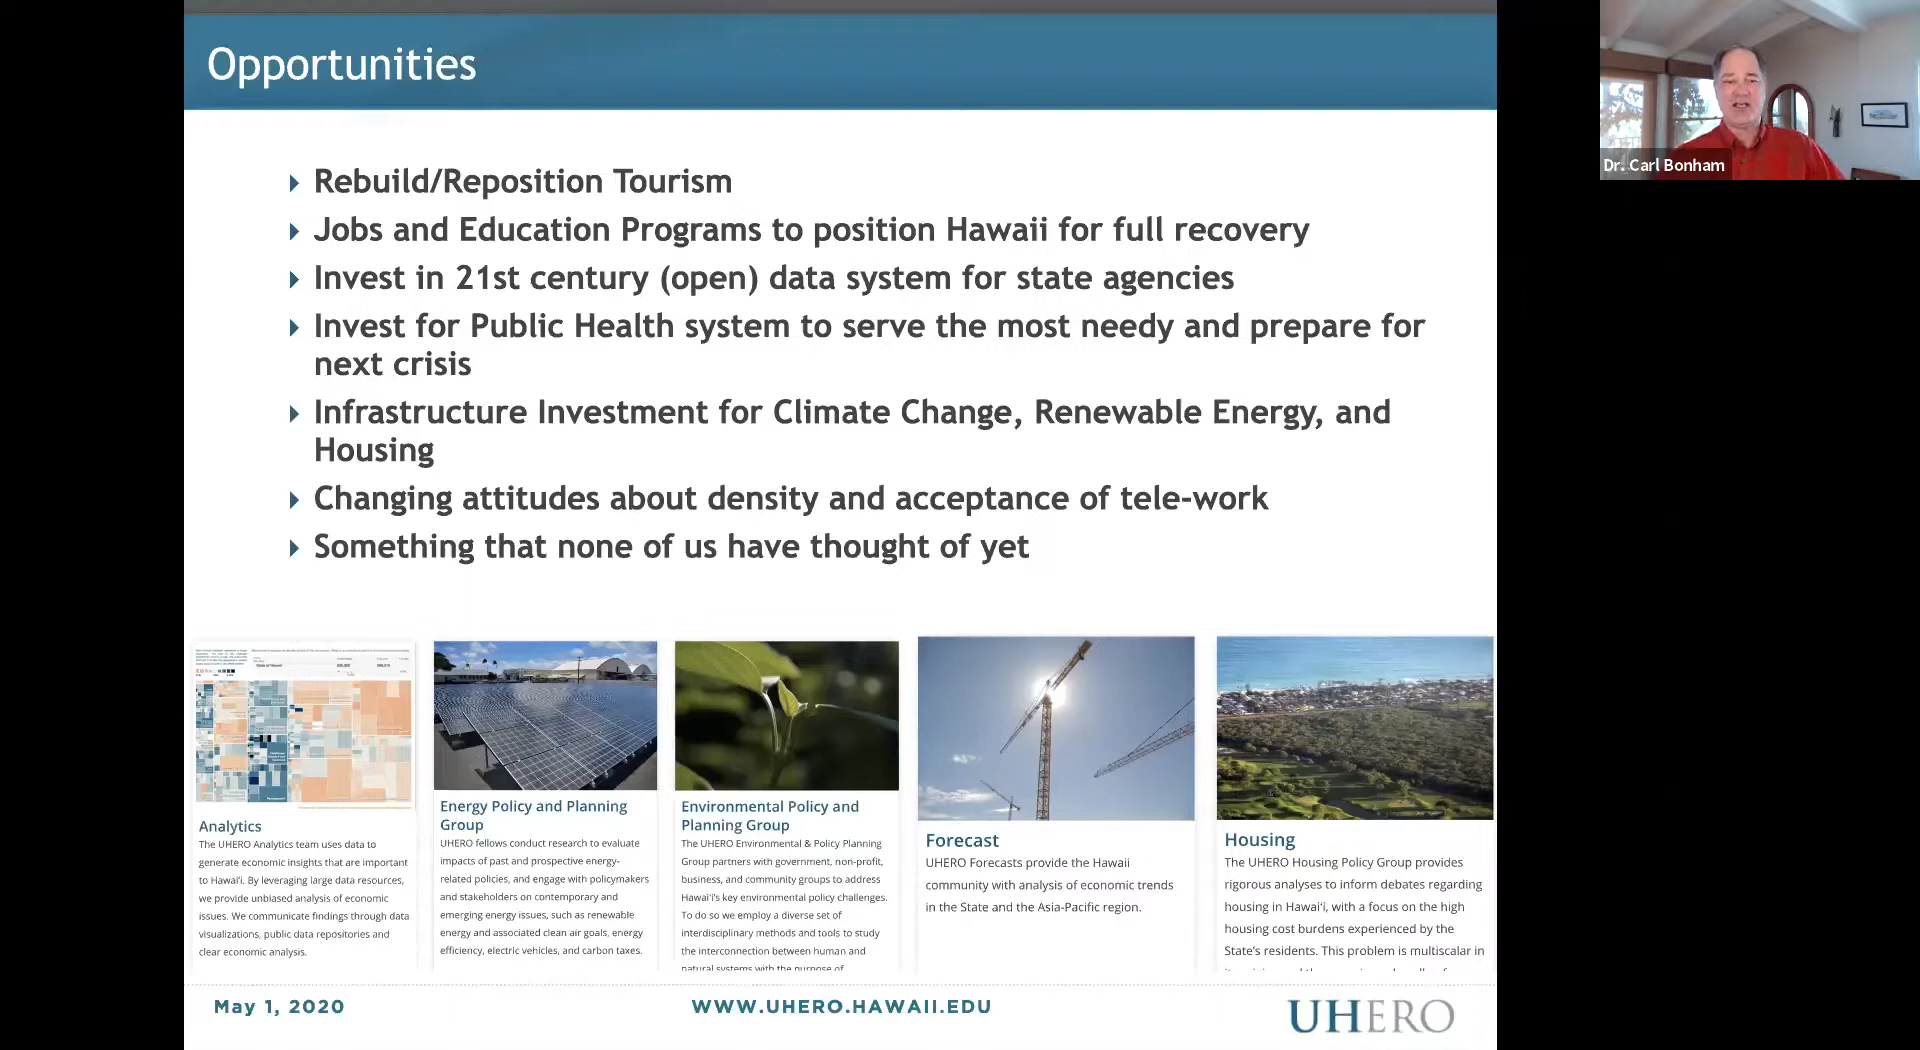 Opportunities
Dr. Carl Bonham
Rebuild/Reposition Tourism
Jobs and Education Programs to position Hawaii for full recovery
Invest in 21st century (open) data system for state agencies
Invest for Public Health system to serve the most needy and prepare for
next crisis
Infrastructure Investment for Climate Change, Renewable Energy, and
Housing
Changing attitudes about density and acceptance of tele-work
Something that none of us have thought of yet
Analytics
The UHERO Analytics team uses data to
generate economic insights that are important
to Hawai‘i. By leveraging large data resources,
we provide unbiased analysis of economic
issues. We communicate findings through data
visualizations, public data repositories and
clear economic analysis.
Energy Policy and Planning
Group
UHERO fellows conduct research to evaluate
impacts of past and prospective energy-
related policies, and engage with policymakers
and stakeholders on contemporary and
emerging energy issues, such as renewable
energy and associated clean air goals, energy
efficiency, electric vehicles, and carbon taxes.
Environmental Policy and
Planning Group
The UHERO Environmental & Policy Planning
Group partners with government, non-profit,
business, and community groups to address
Hawai‘i's key environmental policy challenges.
To do so we employ a diverse set of
interdisciplinary methods and tools to study
the interconnection between human and
natural systems with the purpose of
Forecast
UHERO Forecasts provide the Hawaii
community with analysis of economic trends
in the State and the Asia-Pacific region.
Housing
The UHERO Housing Policy Group provides
rigorous analyses to inform debates regarding
housing in Hawai‘i, with a focus on the high
housing cost burdens experienced by the
State's residents. This problem is multiscalar in
May 1, 2020
WWW.UHERO.HAWAII.EDU
UHERO